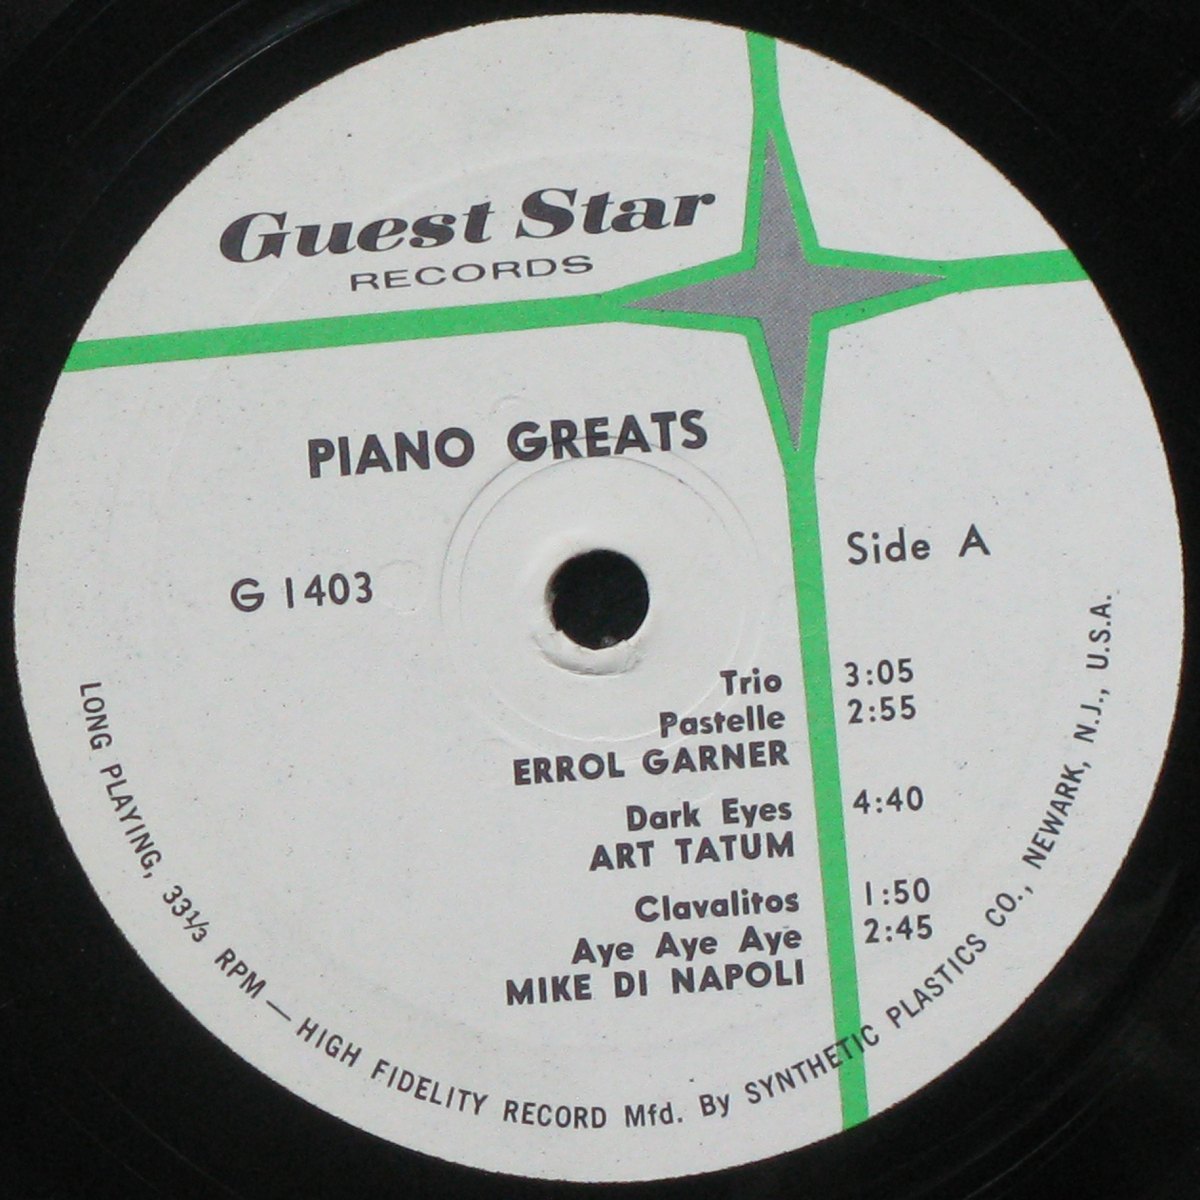 Guest Star
RECORDS
PIANO GREATS
G 1403
Side A
Trio 3:05
Pastelle 2:55
ERROL GARNER
Dark Eyes 4:40
ART TATUM
Clavalitos 1:50
Aye Aye Aye 2:45
MIKE DI NAPOLI
LONG PLAYING, 33⅓ RPM — HIGH FIDELITY RECORD Mfd. By SYNTHETIC PLASTICS CO., NEWARK, N.J., U.S.A.